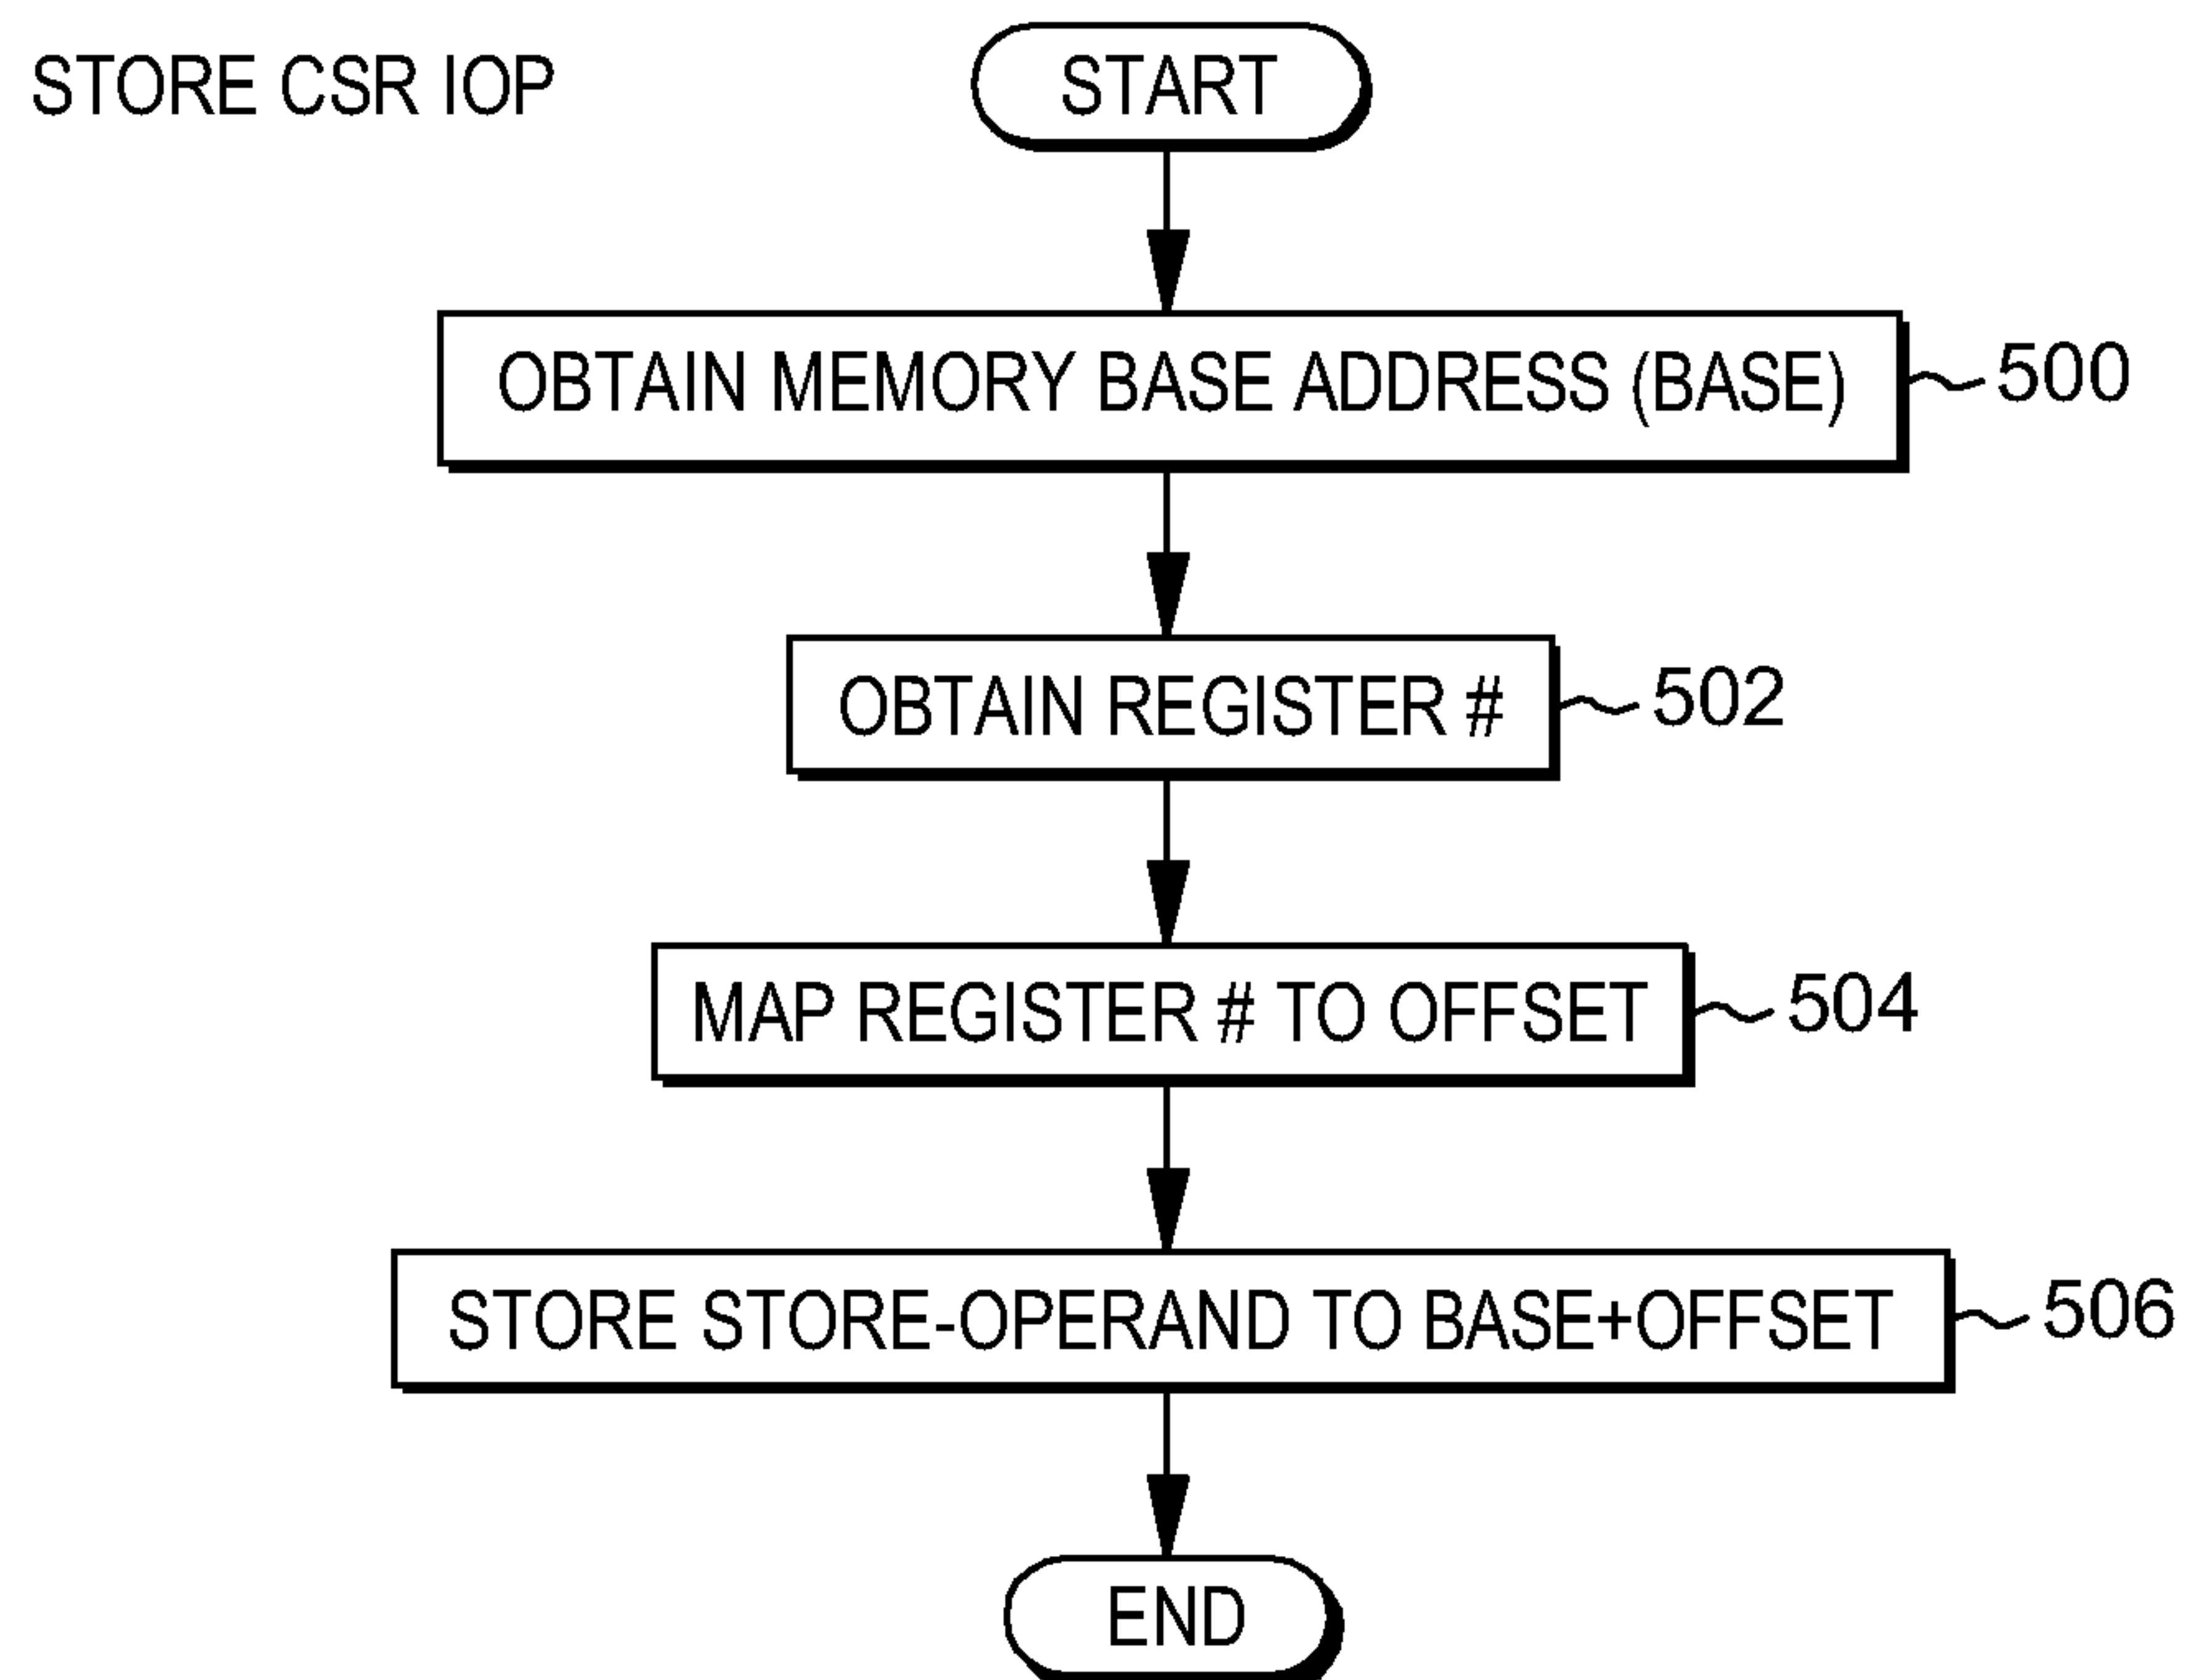 STORE CSR IOP
START
OBTAIN MEMORY BASE ADDRESS (BASE)
500
OBTAIN REGISTER #
502
MAP REGISTER # TO OFFSET
504
STORE STORE-OPERAND TO BASE+OFFSET
506
END